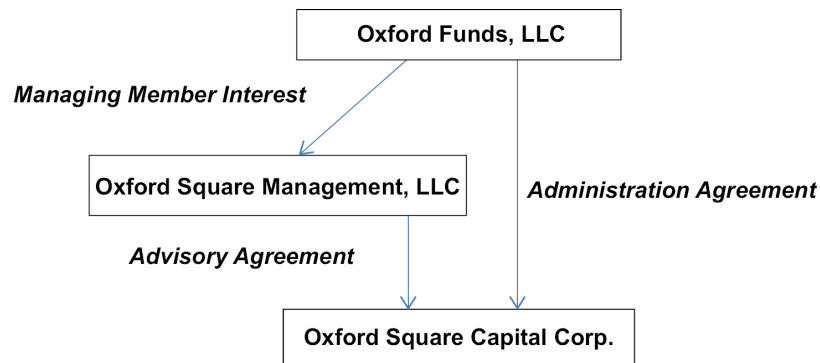 Oxford Funds, LLC
Managing Member Interest
Oxford Square Management, LLC
Administration Agreement
Advisory Agreement
Oxford Square Capital Corp.